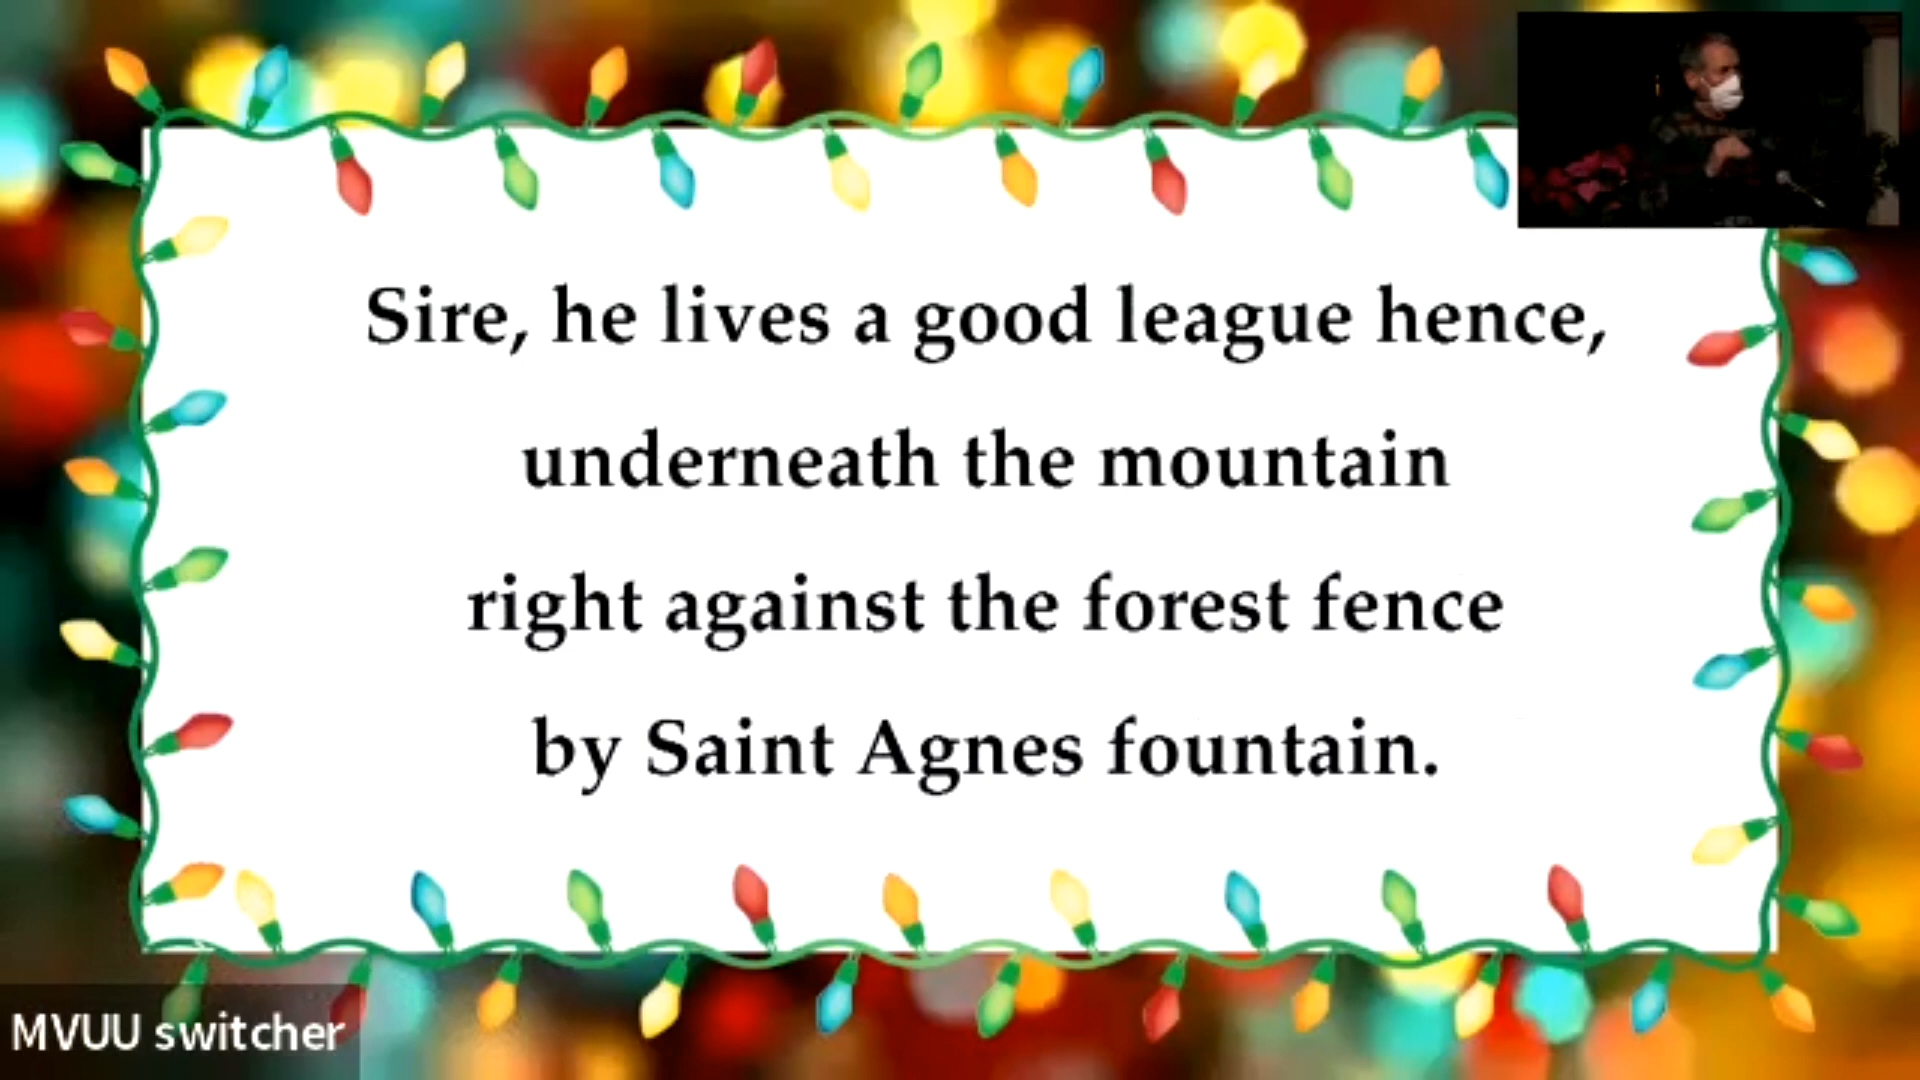 Sire, he lives a good league hence,
underneath the mountain
right against the forest fence
by Saint Agnes fountain.
MVUU switcher